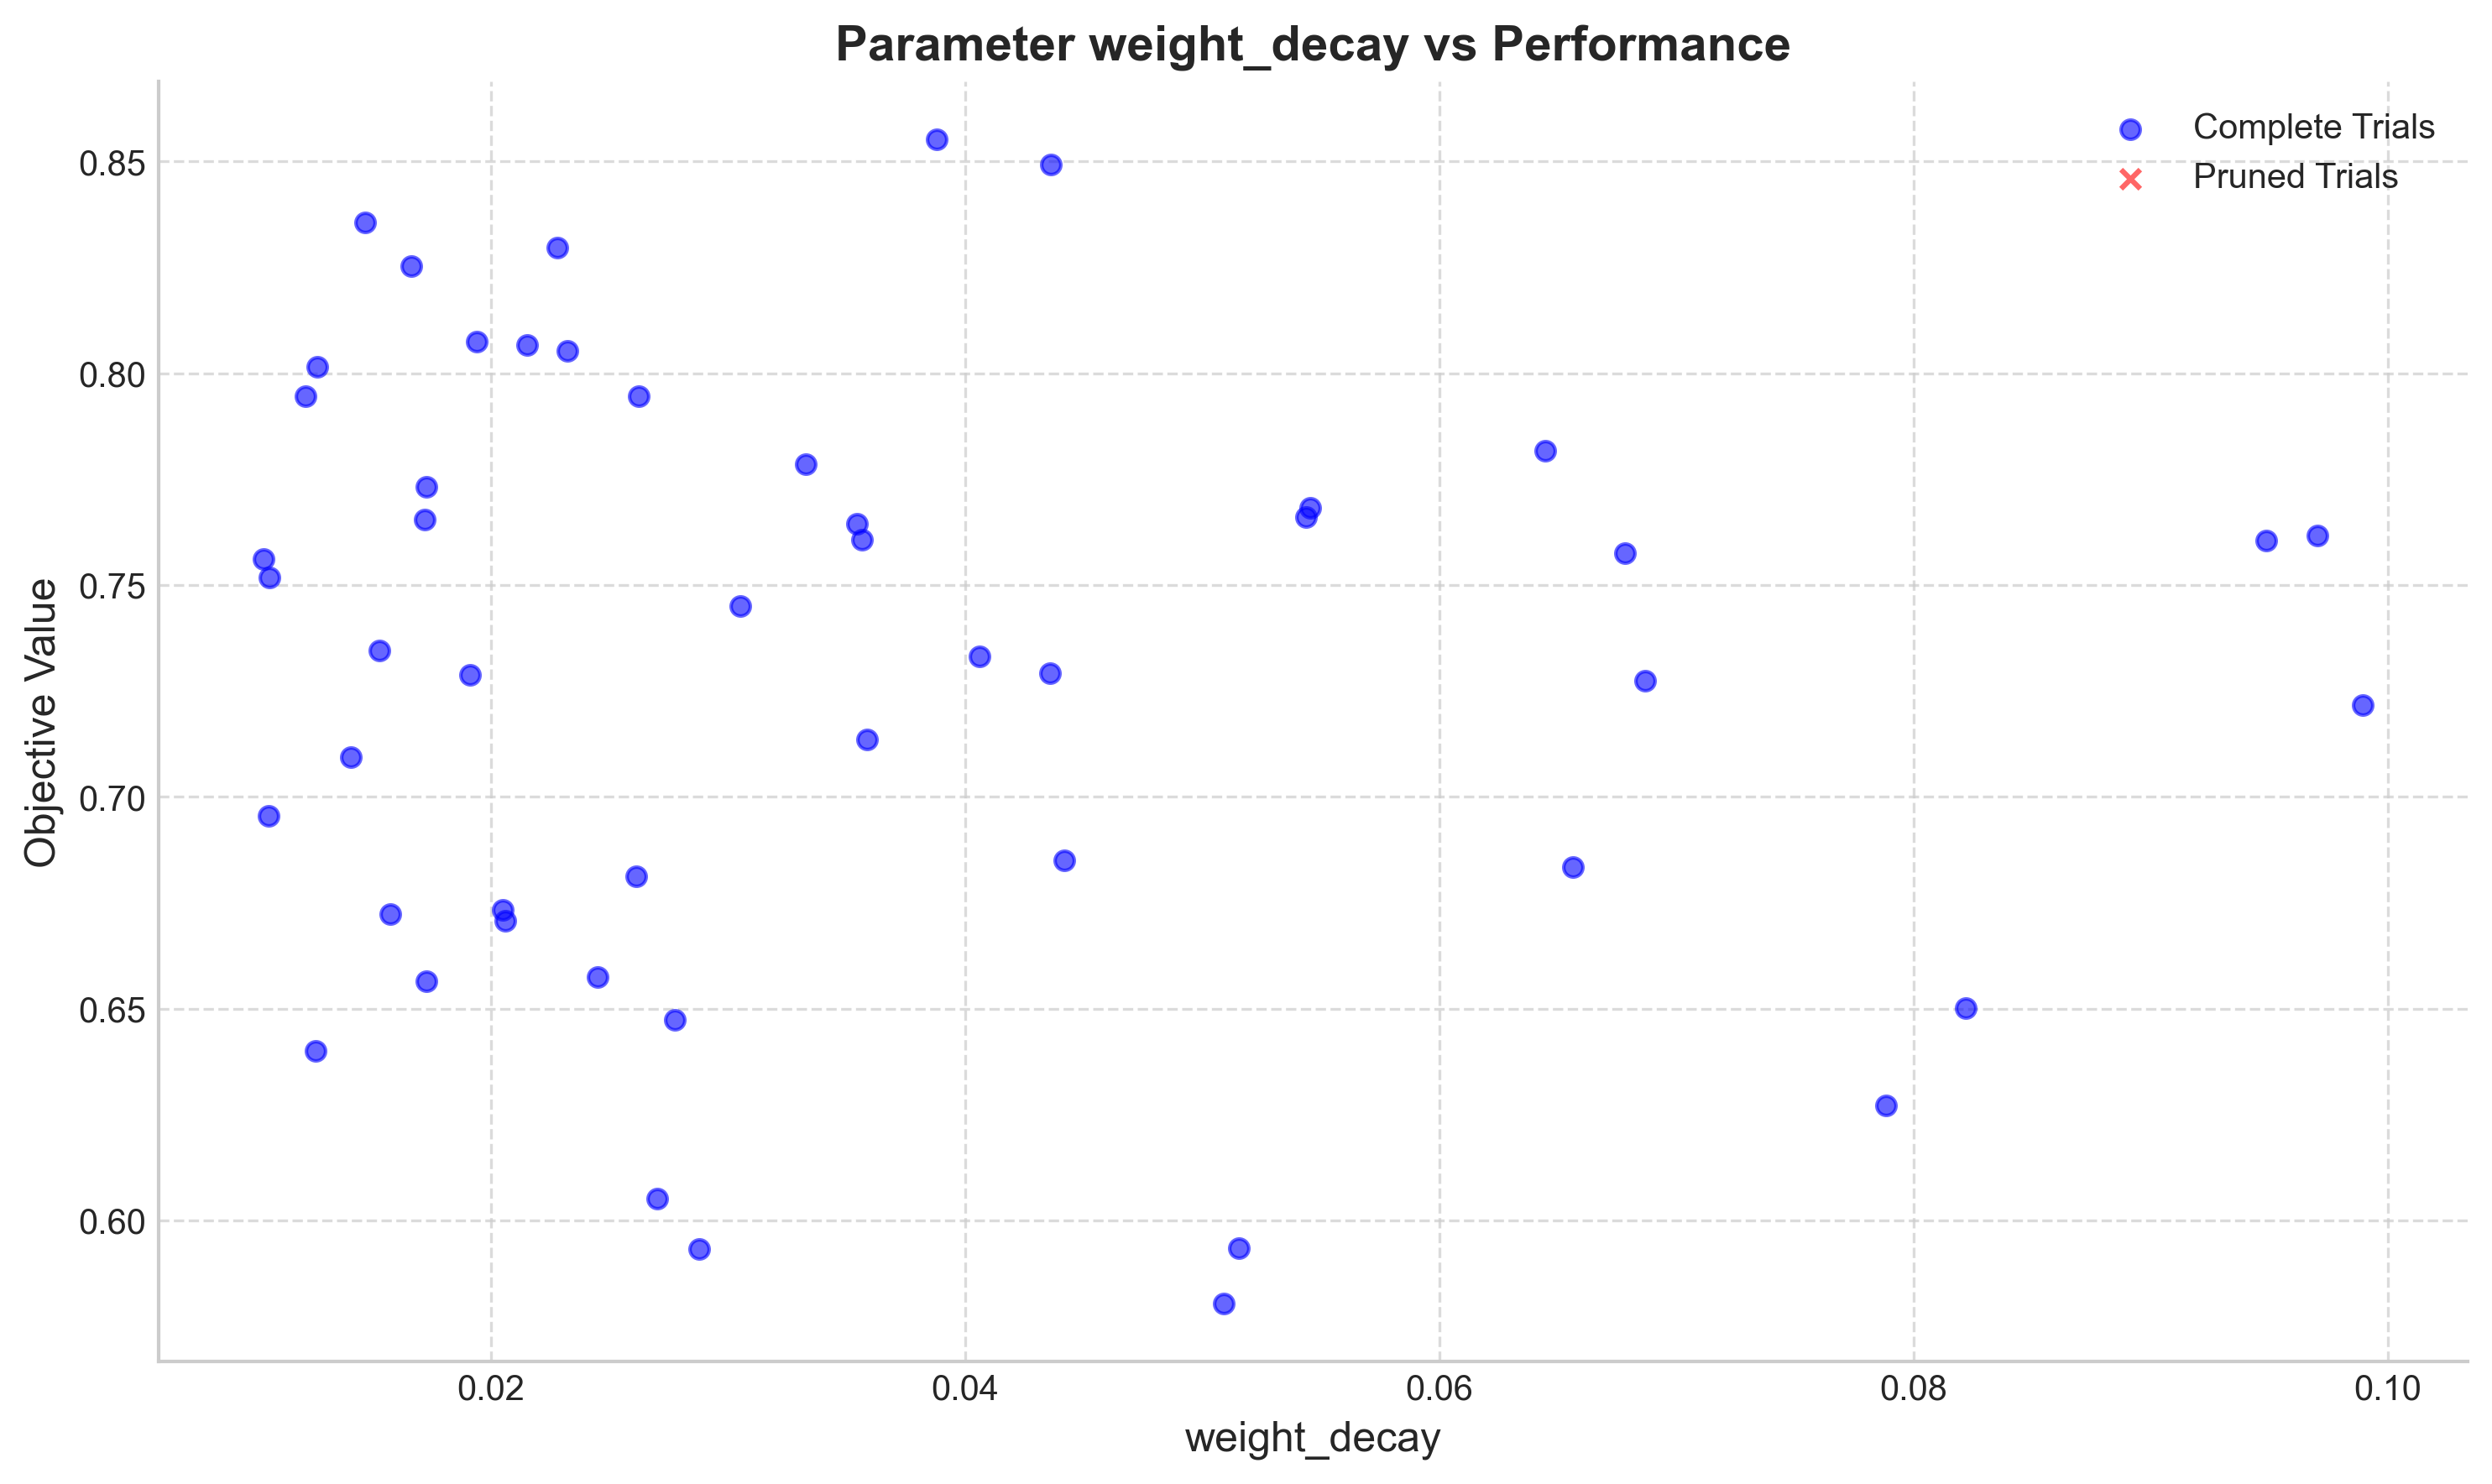 Parameter weight_decay vs Performance
Complete Trials
Pruned Trials
Objective Value
0.85
0.80
0.75
0.70
0.65
0.60
0.02
0.04
0.06
0.08
0.10
weight_decay